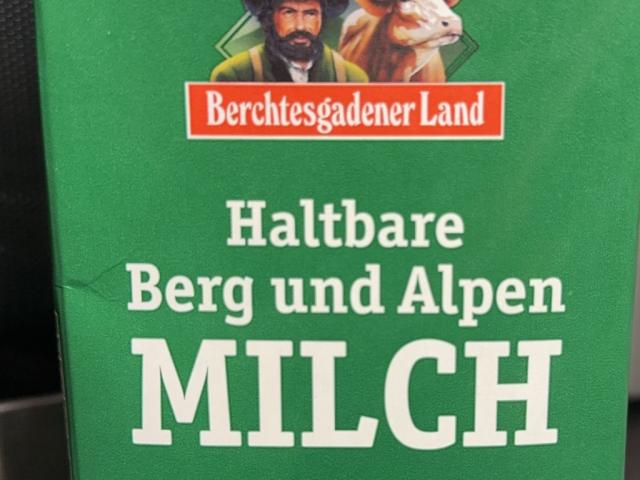 Berchtesgadener Land
Haltbare
Berg und Alpen
MILCH